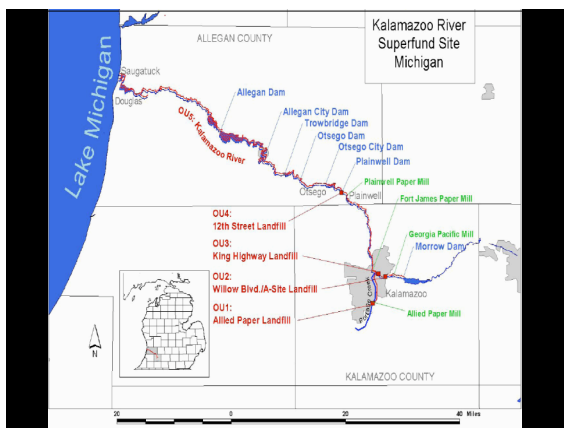 Kalamazoo River
Superfund Site
Michigan
ALLEGAN COUNTY
Lake Michigan
Saugatuck
Douglas
Allegan Dam
OU5: Kalamazoo River
Allegan City Dam
Trowbridge Dam
Otsego Dam
Otsego City Dam
Plainwell Dam
Plainwell Paper Mill
Otsego
Plainwell
Fort James Paper Mill
OU4:
12th Street Landfill
OU3:
King Highway Landfill
Georgia Pacific Mill
Morrow Dam
OU2:
Willow Blvd./A-Site Landfill
Kalamazoo
Portage Creek
OU1:
Allied Paper Landfill
Allied Paper Mill
N
KALAMAZOO COUNTY
20 0 20 40 Miles